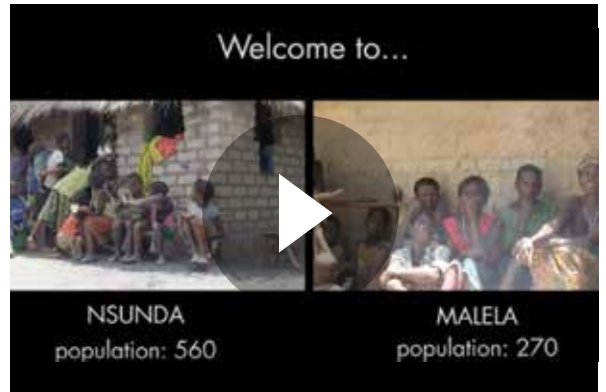 Welcome to...
NSUNDA
population: 560
MALELA
population: 270